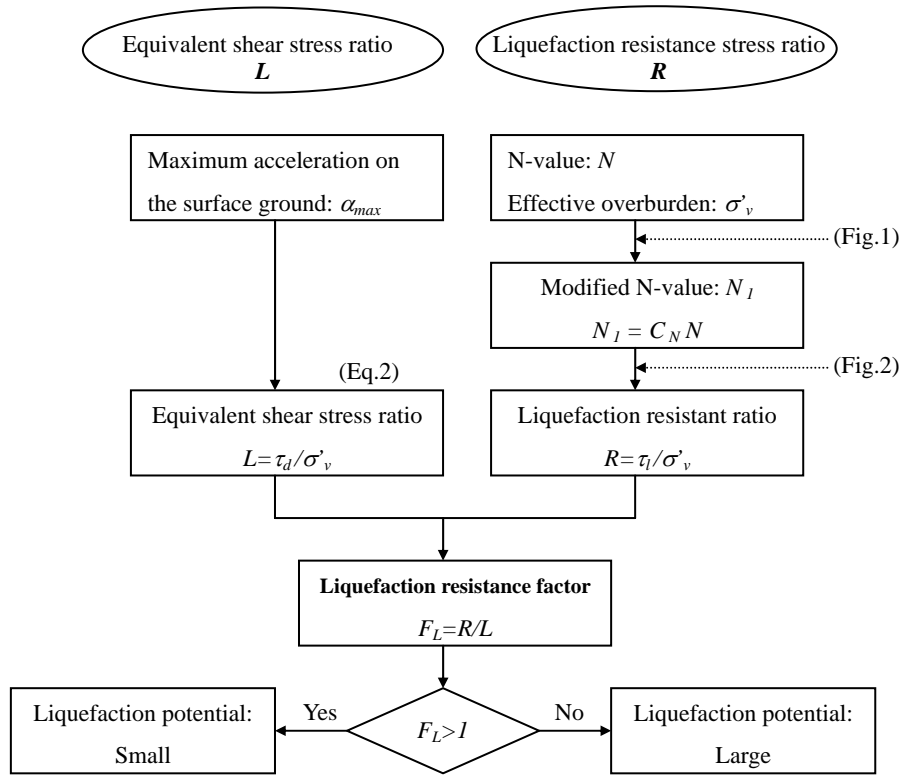 Equivalent shear stress ratio
L
Liquefaction resistance stress ratio
R
Maximum acceleration on
the surface ground: αmax
N-value: N
Effective overburden: σ'v
(Fig.1)
Modified N-value: N1
N1 = CN N
(Eq.2)
(Fig.2)
Equivalent shear stress ratio
L=τd/σ'v
Liquefaction resistant ratio
R=τl/σ'v
Liquefaction resistance factor
FL=R/L
Liquefaction potential:
Small
Yes
FL>1
No
Liquefaction potential:
Large